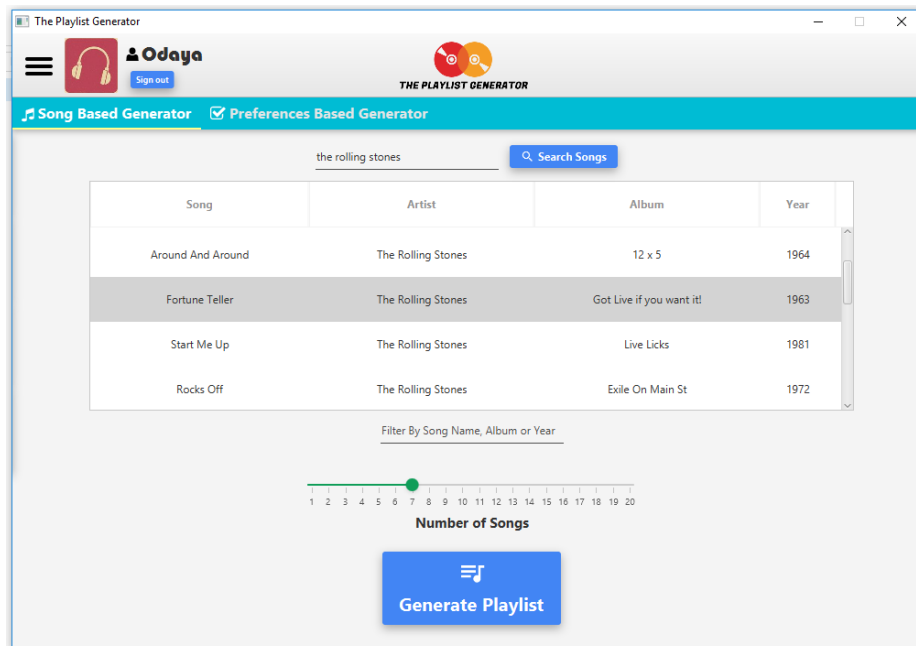 The Playlist Generator
Odaya
Sign out
THE PLAYLIST GENERATOR
Song Based Generator Preferences Based Generator
the rolling stones Search Songs
Song Artist Album Year
Around And Around The Rolling Stones 12 x 5 1964
Fortune Teller The Rolling Stones Got Live if you want it! 1963
Start Me Up The Rolling Stones Live Licks 1981
Rocks Off The Rolling Stones Exile On Main St 1972
Filter By Song Name, Album or Year
1 2 3 4 5 6 7 8 9 10 11 12 13 14 15 16 17 18 19 20
Number of Songs
Generate Playlist